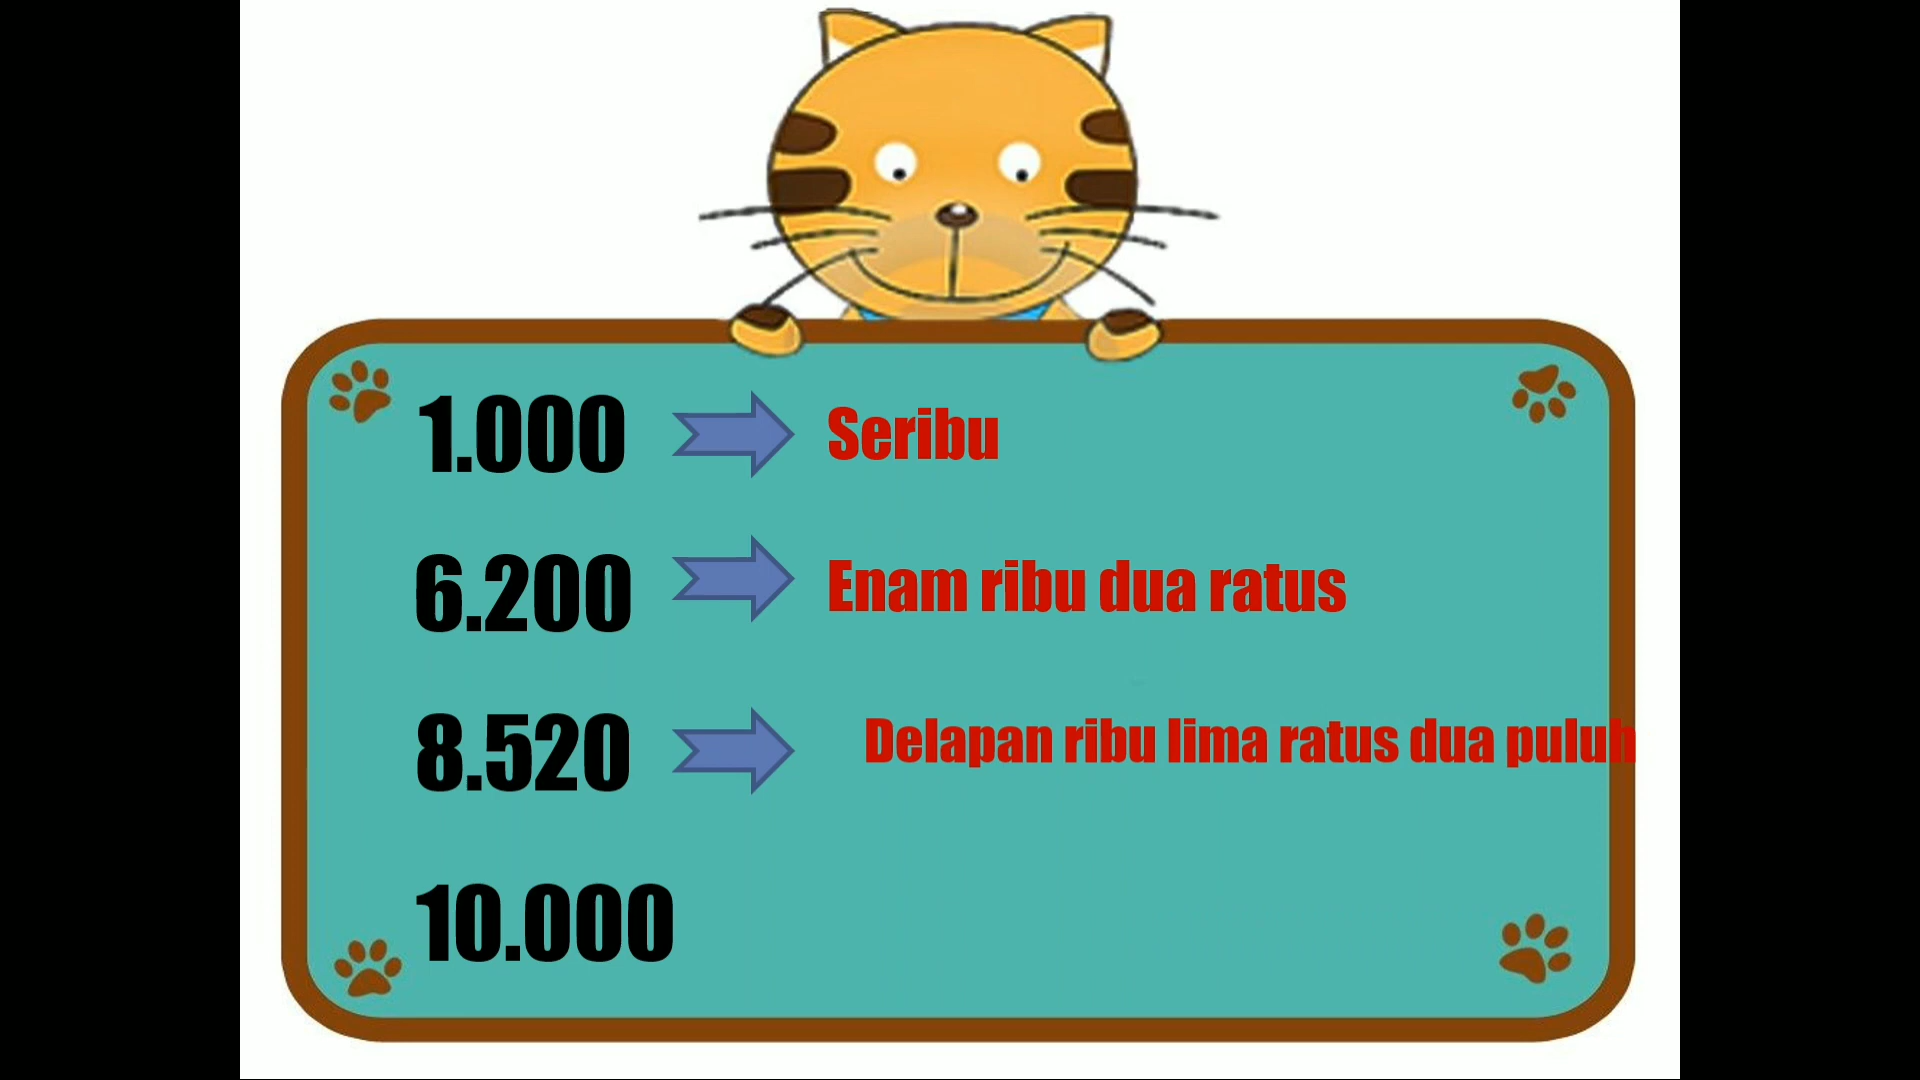 1.000 Seribu
6.200 Enam ribu dua ratus
8.520 Delapan ribu lima ratus dua puluh
10.000